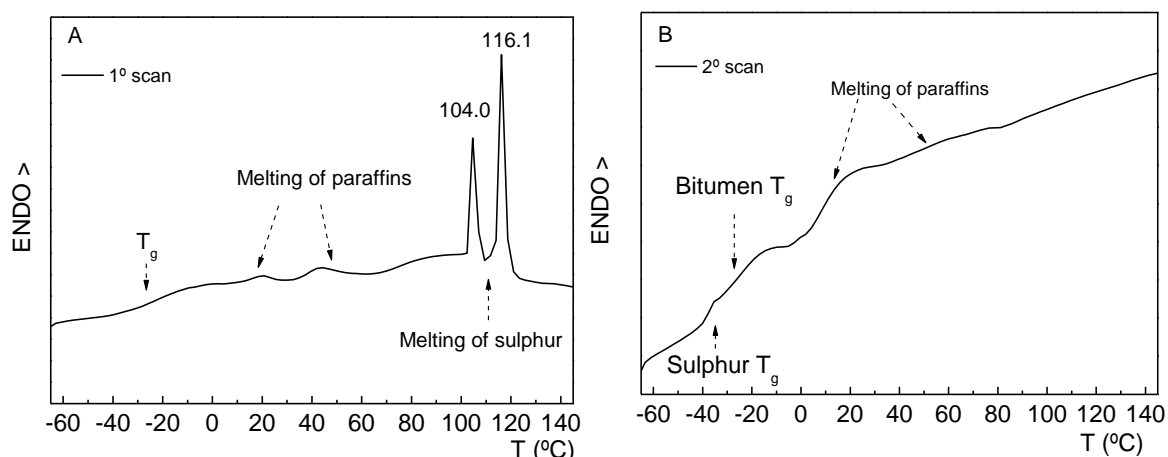 A
1º scan
104.0
116.1
Melting of paraffins
T g
Melting of sulphur
ENDO >
-60 -40 -20 0 20 40 60 80 100 120 140
T (ºC)
B
2º scan
Melting of paraffins
Bitumen T g
Sulphur T g
ENDO >
-60 -40 -20 0 20 40 60 80 100 120 140
T (ºC)